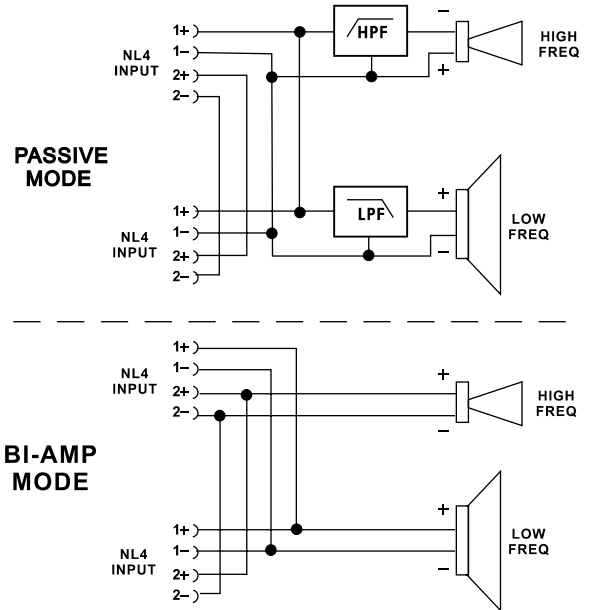 1+
1−
NL4
INPUT
2+
2−
HPF
−
+
HIGH
FREQ
PASSIVE
MODE
1+
1−
NL4
INPUT
2+
2−
LPF
+
−
LOW
FREQ
1+
1−
NL4
INPUT
2+
2−
+
−
HIGH
FREQ
BI-AMP
MODE
1+
1−
NL4
INPUT
2+
2−
+
−
LOW
FREQ